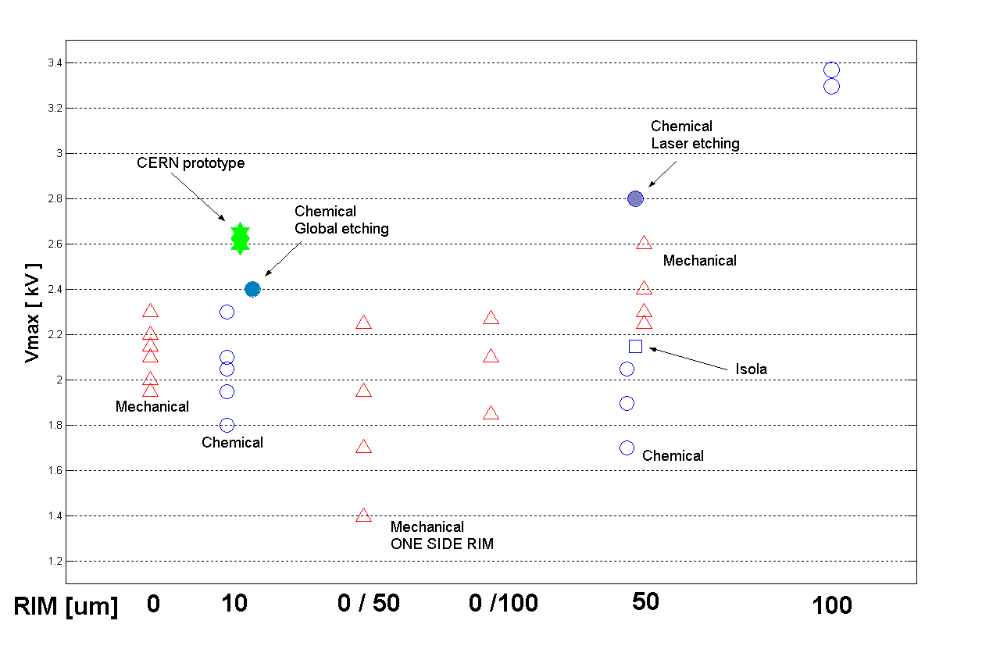 3.4
3.2
Chemical
Laser etching
3
CERN prototype
2.8
Chemical
Global etching
2.6
Mechanical
Vmax [ kV ]
2.4
2.2
Isola
2
Mechanical
1.8
Chemical
Chemical
1.6
1.4
Mechanical
ONE SIDE RIM
1.2
RIM [um] 0 10 0 / 50 0 /100 50 100